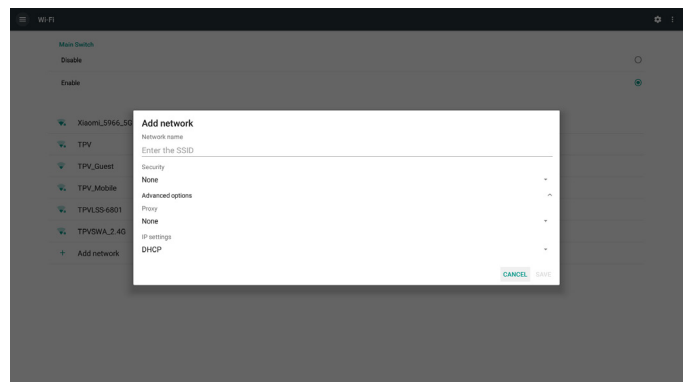 Wi-Fi
Main Switch
Disable
Enable
Xiaomi_5966_5G
TPV
TPV_Guest
TPV_Mobile
TPVLSS-6801
TPVSWA_2.4G
Add network
Add network
Network name
Enter the SSID
Security
None
Advanced options
Proxy
None
IP settings
DHCP
CANCEL SAVE